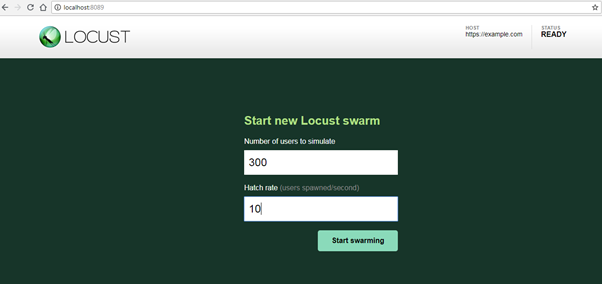 localhost:8089
LOCUST
HOST
https://example.com
STATUS
READY
Start new Locust swarm
Number of users to simulate
300
Hatch rate (users spawned/second)
10
Start swarming